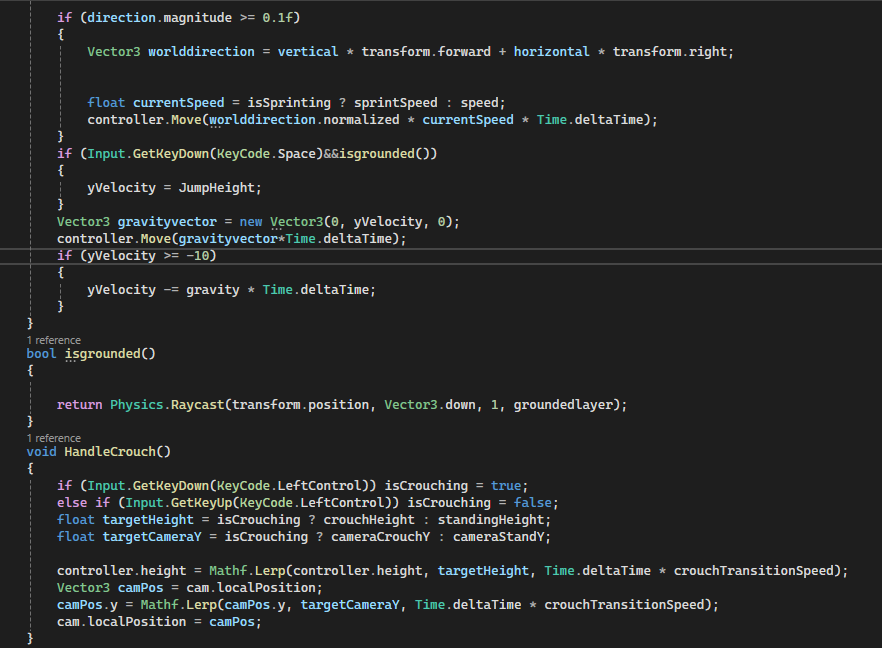 if (direction.magnitude >= 0.1f)
{
Vector3 worlddirection = vertical * transform.forward + horizontal * transform.right;
float currentSpeed = isSprinting ? sprintSpeed : speed;
controller.Move(worlddirection.normalized * currentSpeed * Time.deltaTime);
}
if (Input.GetKeyDown(KeyCode.Space)&&isgrounded())
{
yVelocity = JumpHeight;
}
Vector3 gravityvector = new Vector3(0, yVelocity, 0);
controller.Move(gravityvector*Time.deltaTime);
if (yVelocity >= -10)
{
yVelocity -= gravity * Time.deltaTime;
}
}
1 reference
bool isgrounded()
{
return Physics.Raycast(transform.position, Vector3.down, 1, groundedlayer);
}
1 reference
void HandleCrouch()
{
if (Input.GetKeyDown(KeyCode.LeftControl)) isCrouching = true;
else if (Input.GetKeyUp(KeyCode.LeftControl)) isCrouching = false;
float targetHeight = isCrouching ? crouchHeight : standingHeight;
float targetCameraY = isCrouching ? cameraCrouchY : cameraStandY;
controller.height = Mathf.Lerp(controller.height, targetHeight, Time.deltaTime * crouchTransitionSpeed);
Vector3 camPos = cam.localPosition;
camPos.y = Mathf.Lerp(camPos.y, targetCameraY, Time.deltaTime * crouchTransitionSpeed);
cam.localPosition = camPos;
}